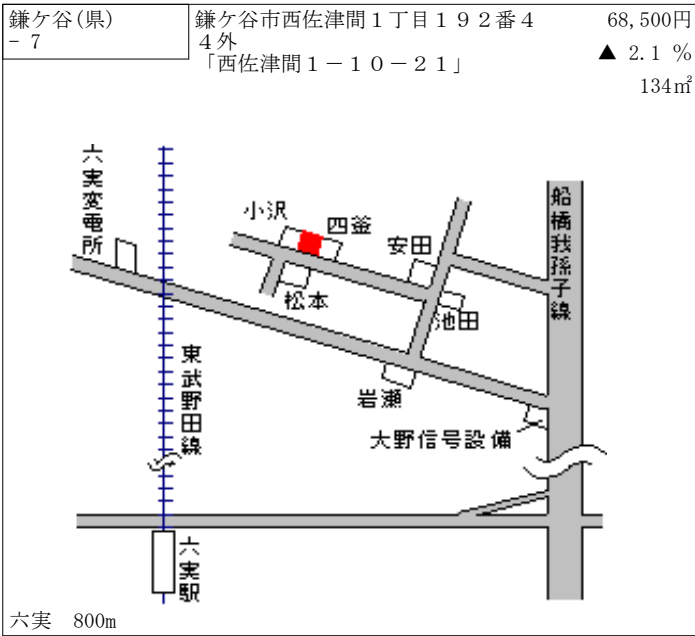 鎌ケ谷(県)
－７
鎌ケ谷市西佐津間１丁目１９２番４
４外
「西佐津間１－１０－２１」
68,500円
▲ 2.1 %
134㎡
六実変電所
小沢
四釜
安田
船橋我孫子線
松本
池田
東武野田線
岩瀬
大野信号設備
六実駅
六実　800m